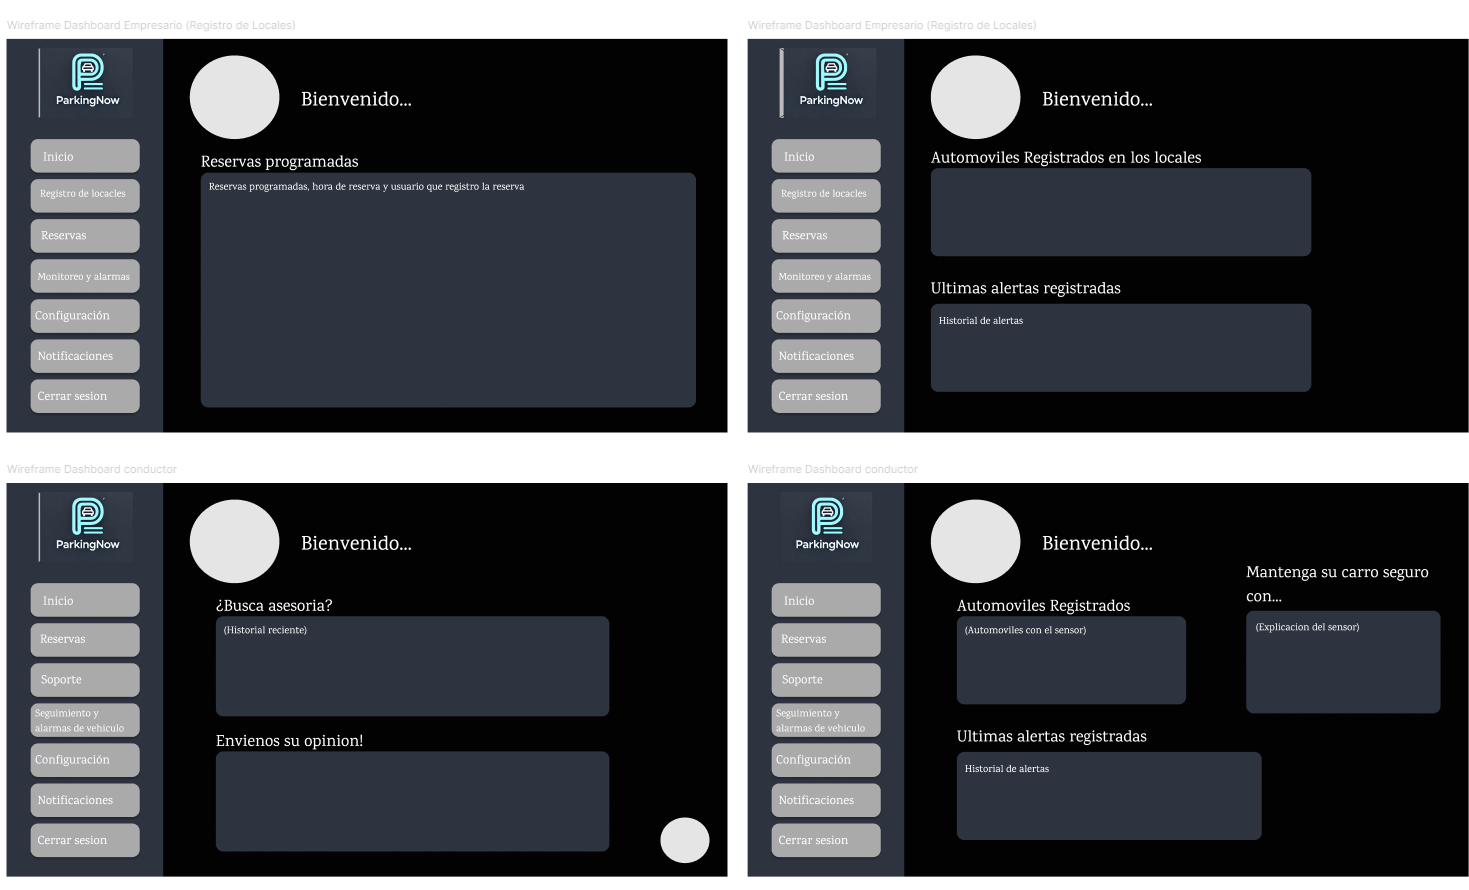 Wireframe Dashboard Empresario (Registro de Locales)
ParkingNow
Inicio
Registro de locacles
Reservas
Monitoreo y alarmas
Configuración
Notificaciones
Cerrar sesion
Bienvenido...
Reservas programadas
Reservas programadas, hora de reserva y usuario que registro la reserva
Wireframe Dashboard Empresario (Registro de Locales)
ParkingNow
Inicio
Registro de locacles
Reservas
Monitoreo y alarmas
Configuración
Notificaciones
Cerrar sesion
Bienvenido...
Automoviles Registrados en los locales
Ultimas alertas registradas
Historial de alertas
Wireframe Dashboard conductor
ParkingNow
Inicio
Reservas
Soporte
Seguimiento y
alarmas de vehiculo
Configuración
Notificaciones
Cerrar sesion
Bienvenido...
¿Busca asesoria?
(Historial reciente)
Envienos su opinion!
Wireframe Dashboard conductor
ParkingNow
Inicio
Reservas
Soporte
Seguimiento y
alarmas de vehiculo
Configuración
Notificaciones
Cerrar sesion
Bienvenido...
Automoviles Registrados
(Automoviles con el sensor)
Mantenga su carro seguro
con...
(Explicacion del sensor)
Ultimas alertas registradas
Historial de alertas